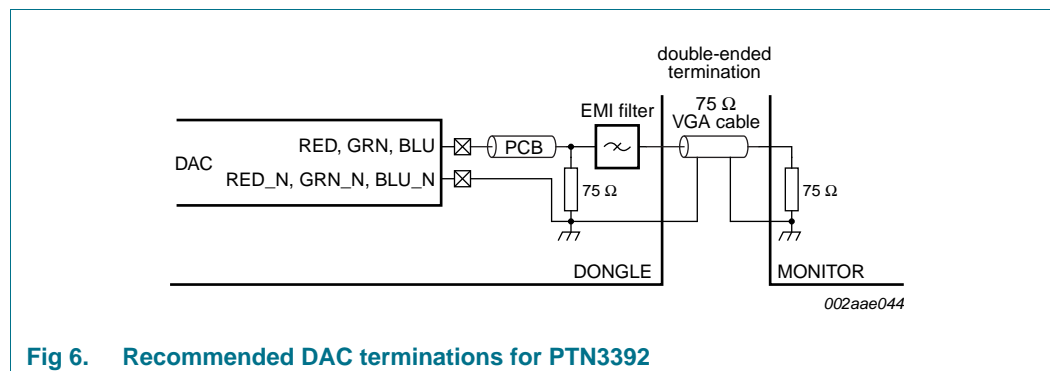 double-ended
termination
EMI filter
75 Ω
VGA cable
RED, GRN, BLU
PCB
DAC
RED_N, GRN_N, BLU_N
75 Ω
75 Ω
DONGLE
MONITOR
002aae044
Fig 6. Recommended DAC terminations for PTN3392